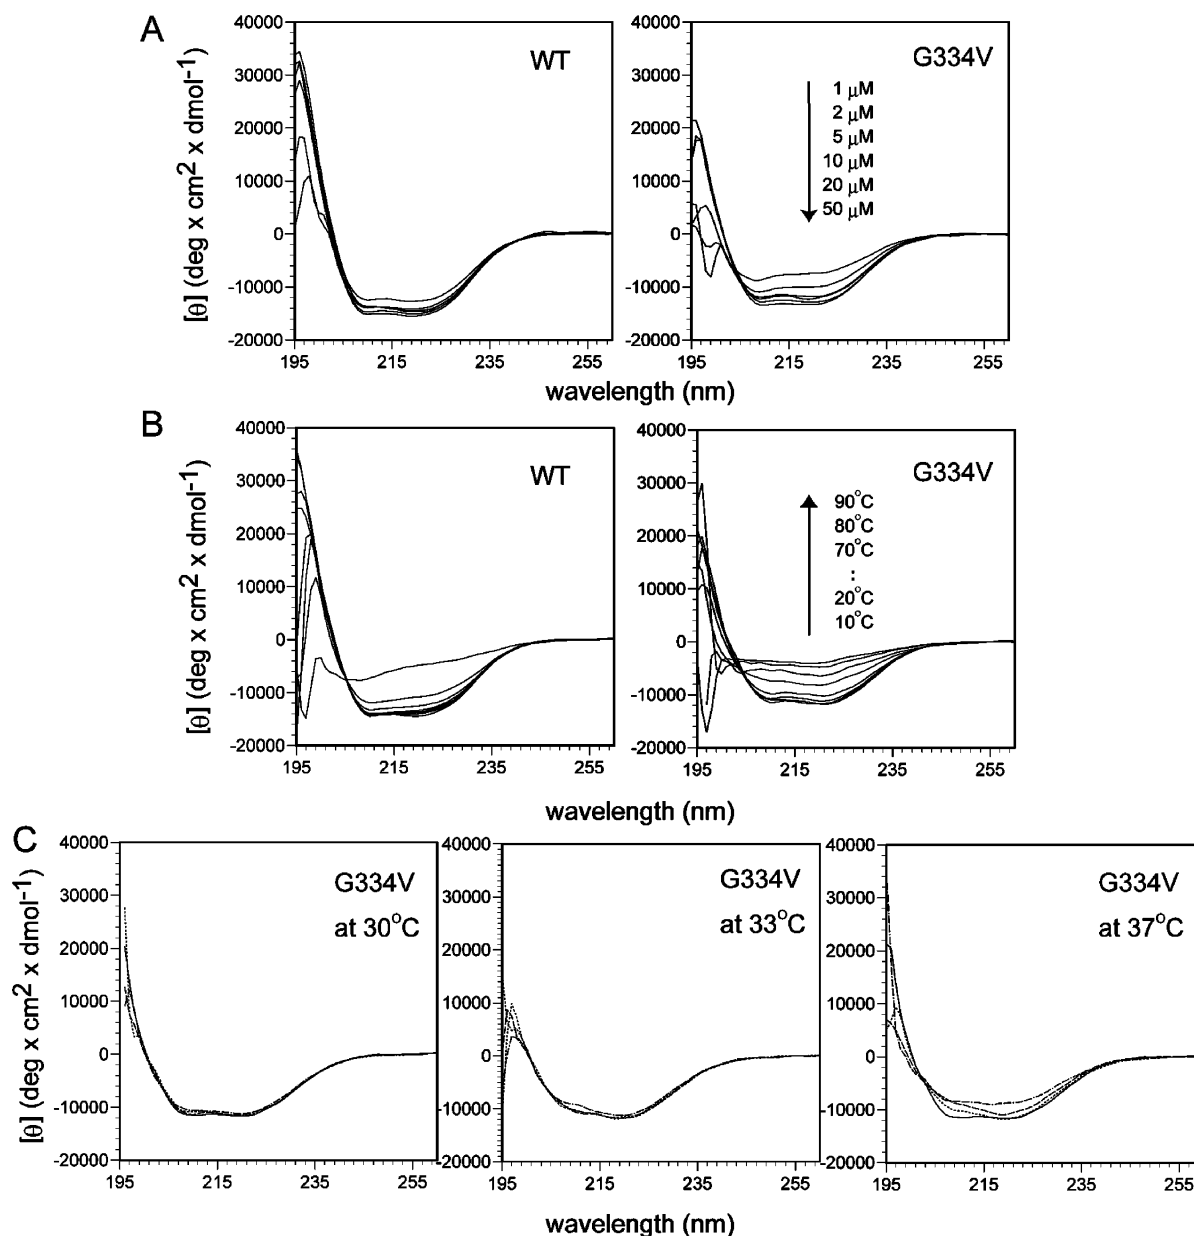 A
WT
G334V
40000
30000
20000
10000
0
-10000
-20000
40000
30000
20000
10000
0
-10000
-20000
[θ] (deg x cm² x dmol⁻¹)
1 μM
2 μM
5 μM
10 μM
20 μM
50 μM
195 215 235 255
195 215 235 255
wavelength (nm)
B
WT
G334V
40000
30000
20000
10000
0
-10000
-20000
40000
30000
20000
10000
0
-10000
-20000
[θ] (deg x cm² x dmol⁻¹)
90°C
80°C
70°C
:
20°C
10°C
195 215 235 255
195 215 235 255
wavelength (nm)
C
G334V
at 30°C
G334V
at 33°C
G334V
at 37°C
40000
30000
20000
10000
0
-10000
-20000
40000
30000
20000
10000
0
-10000
-20000
40000
30000
20000
10000
0
-10000
-20000
[θ] (deg x cm² x dmol⁻¹)
195 215 235 255
195 215 235 255
195 215 235 255
wavelength (nm)